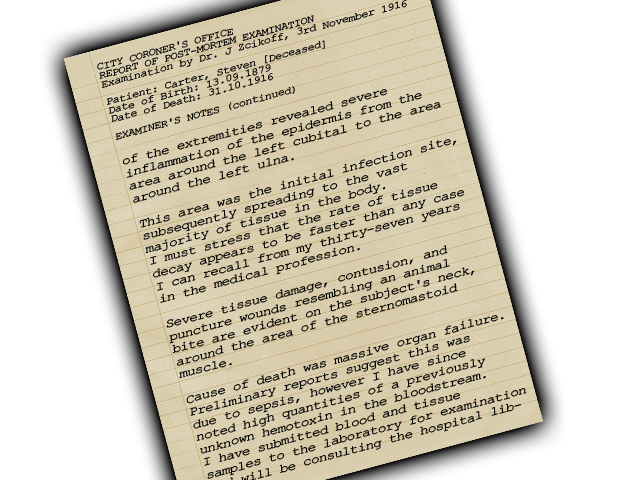 CITY CORONER'S OFFICE
REPORT OF POST-MORTEM EXAMINATION
Examination by Dr. J Zcikoff, 3rd November 1916
Patient: Carter, Steven [Deceased]
Date of Birth: 13.09.1879
Date of Death: 31.10.1916
EXAMINER'S NOTES (continued)
of the extremities revealed severe
inflammation of the epidermis from the
area around the left cubital to the area
around the left ulna.
This area was the initial infection site,
subsequently spreading to the vast
majority of tissue in the body.
I must stress that the rate of tissue
decay appears to be faster than any case
I can recall from my thirty-seven years
in the medical profession.
Severe tissue damage, contusion, and
puncture wounds resembling an animal
bite are evident on the subject's neck,
around the area of the sternomastoid
muscle.
Cause of death was massive organ failure.
Preliminary reports suggest this was
due to sepsis, however I have since
noted high quantities of a previously
unknown hemotoxin in the bloodstream.
I have submitted blood and tissue
samples to the laboratory for examination
will be consulting the hospital lib-